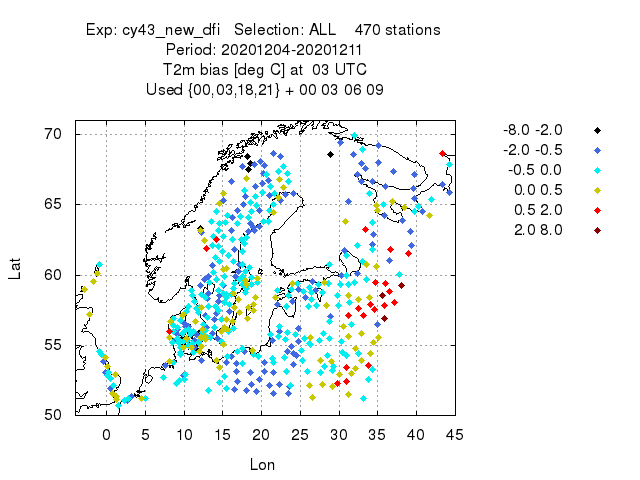 Exp: cy43_new_dfi   Selection: ALL    470 stations
Period: 20201204-20201211
T2m bias [deg C] at  03 UTC
Used {00,03,18,21} + 00 03 06 09
70
65
60
55
50
Lat
0 5 10 15 20 25 30 35 40 45
Lon
-8.0 -2.0
-2.0 -0.5
-0.5 0.0
0.0 0.5
0.5 2.0
2.0 8.0